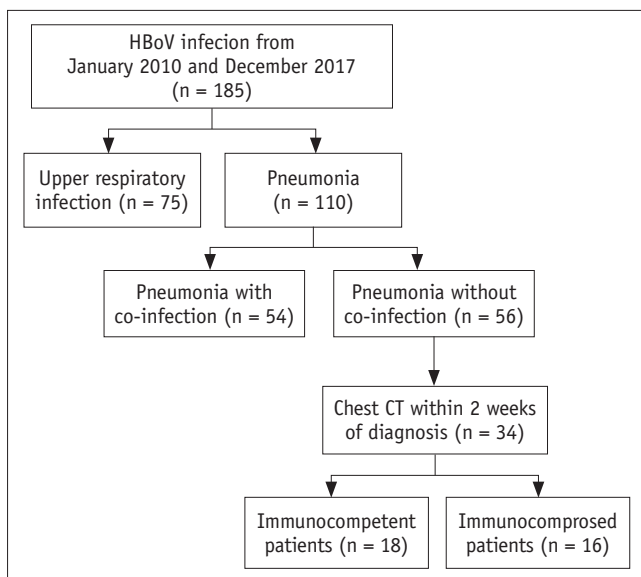 HBoV infecion from
January 2010 and December 2017
(n = 185)
Upper respiratory
infection (n = 75)
Pneumonia
(n = 110)
Pneumonia with
co-infection (n = 54)
Pneumonia without
co-infection (n = 56)
Chest CT within 2 weeks
of diagnosis (n = 34)
Immunocompetent
patients (n = 18)
Immunocomprosed
patients (n = 16)